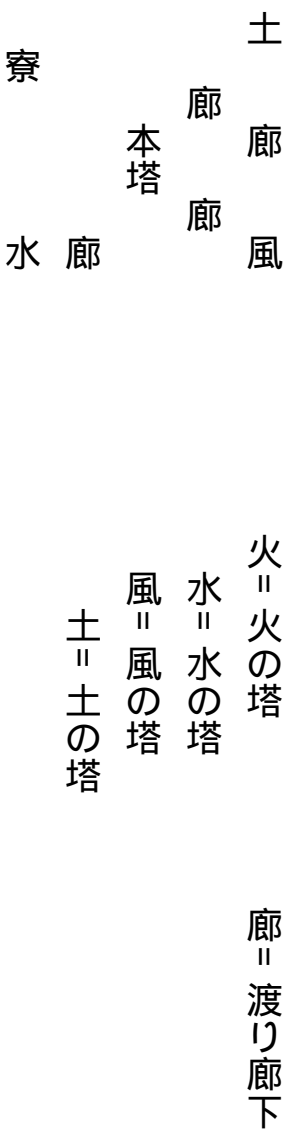 土　廊　風　　　　火＝火の塔　　　　廊＝渡り廊下
廊　廊　　　　水＝水の塔
本塔　　　　風＝風の塔
廊　　　　土＝土の塔
寮　　水